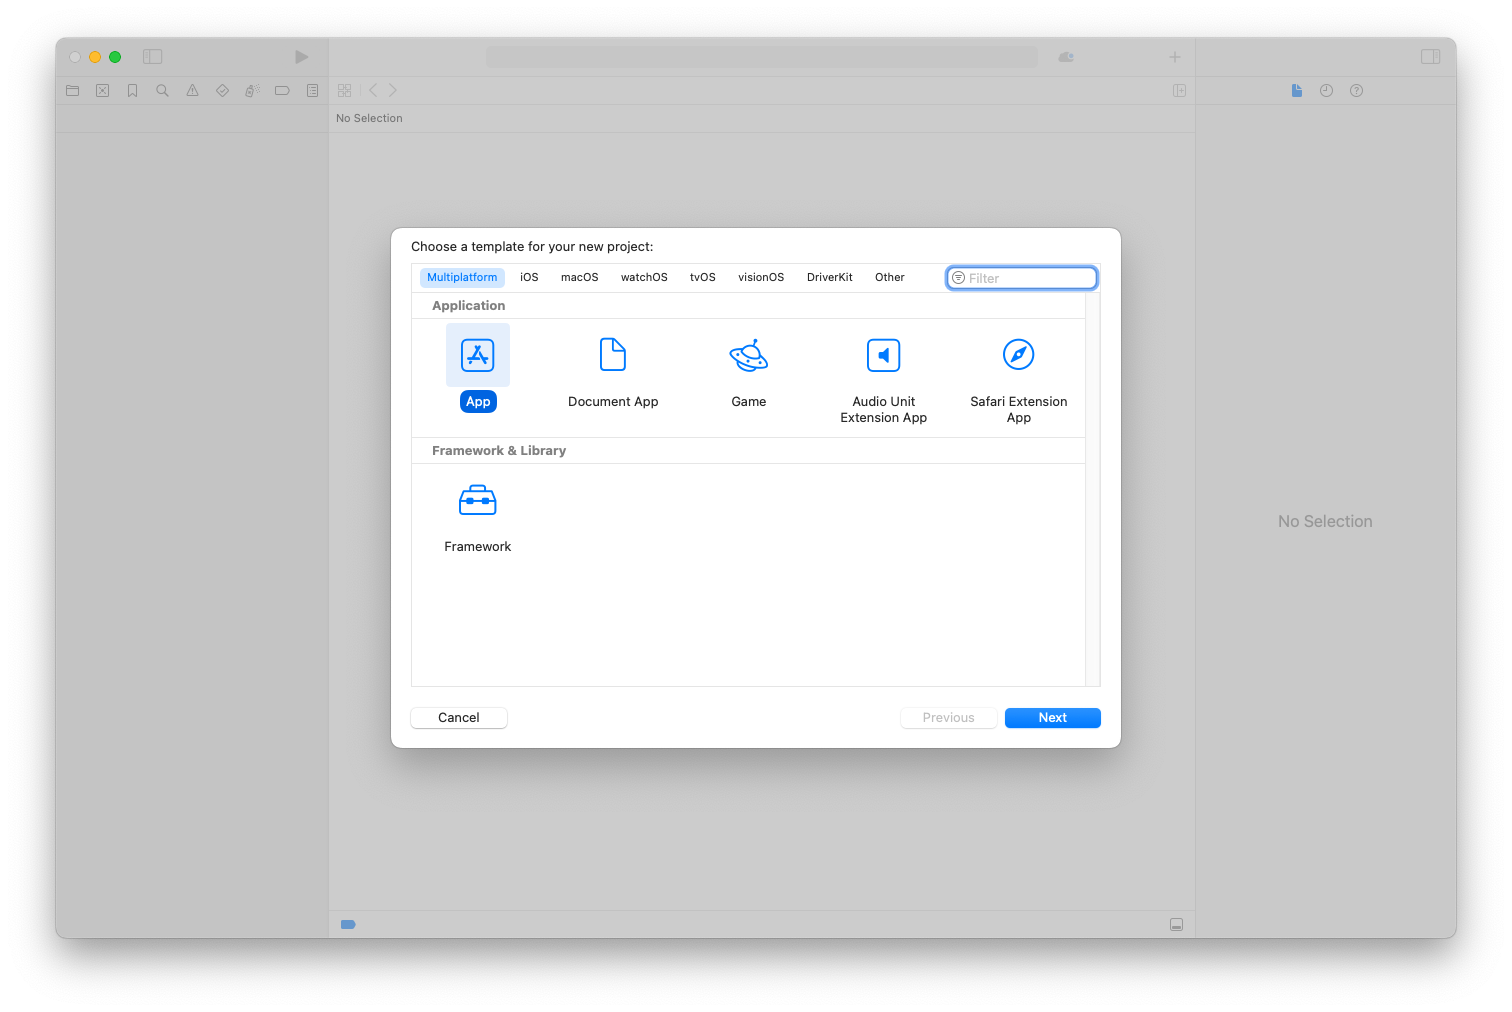 No Selection
Choose a template for your new project:
Multiplatform iOS macOS watchOS tvOS visionOS DriverKit Other Filter
Application
App Document App Game Audio Unit Extension App Safari Extension App
Framework & Library
Framework
No Selection
Cancel Previous Next